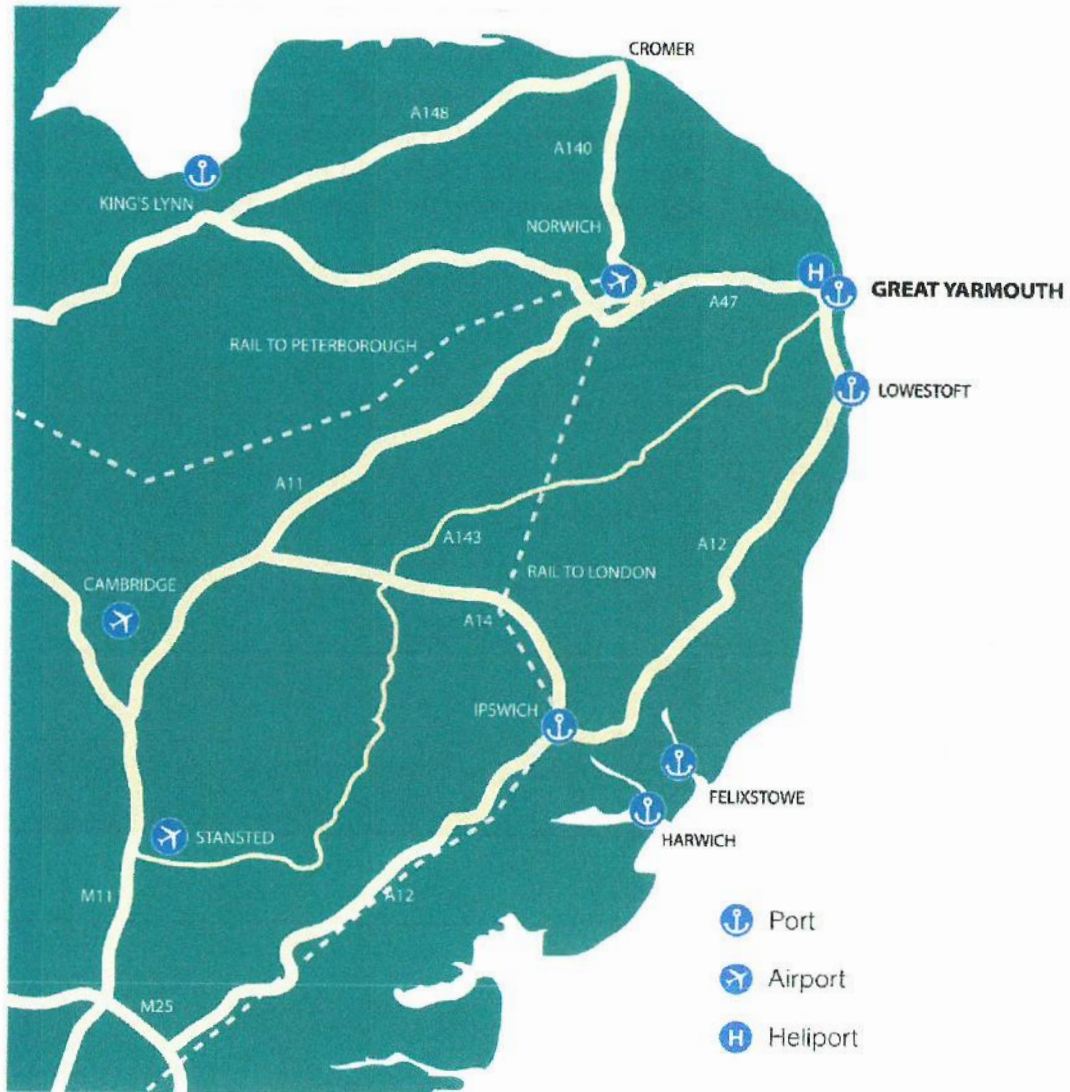 CROMER
A148
A140
KING'S LYNN
NORWICH
H
GREAT YARMOUTH
A47
RAIL TO PETERBOROUGH
LOWESTOFT
A11
A143
A12
RAIL TO LONDON
CAMBRIDGE
A14
IPSWICH
FELIXSTOWE
HARWICH
STANSTED
M11
A12
Port
Airport
M25
H Heliport